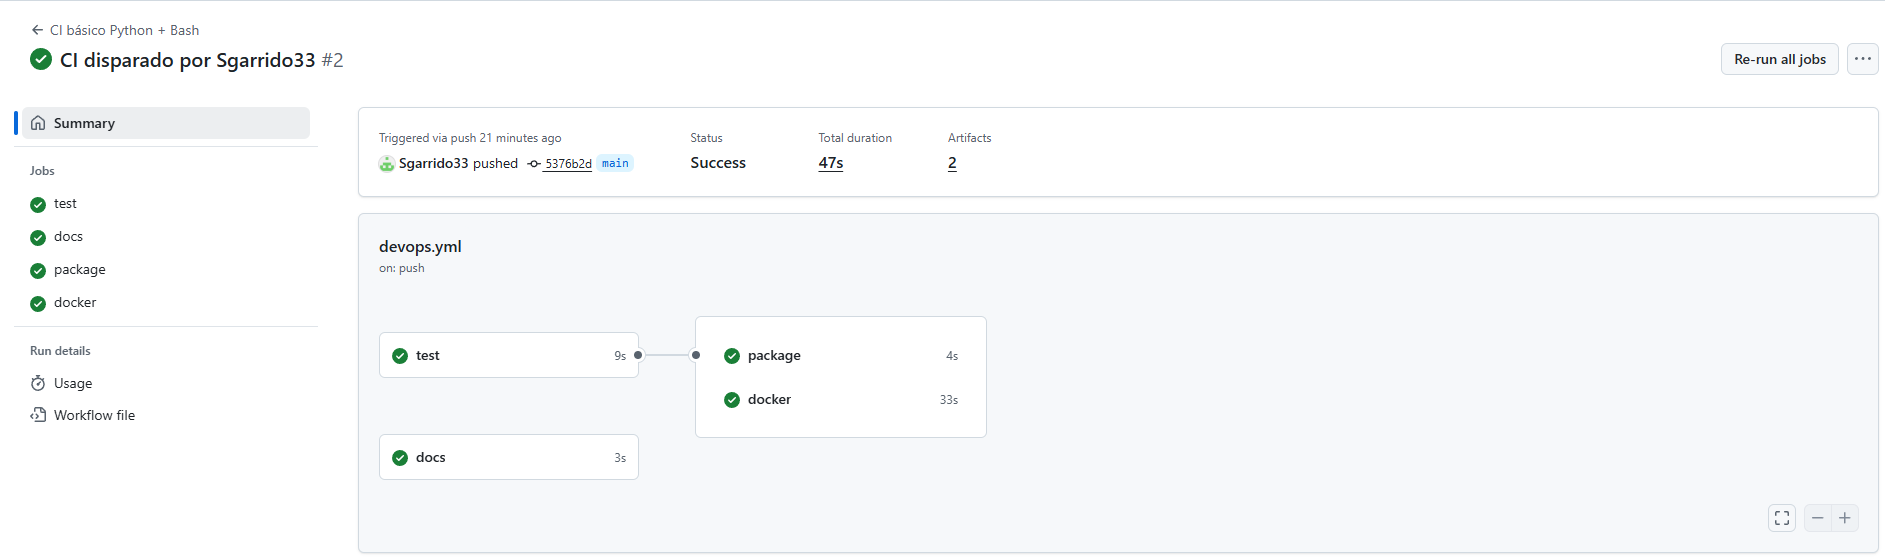 CI básico Python + Bash
CI disparado por Sgarrido33 #2
Re-run all jobs
Summary
Jobs
test
docs
package
docker
Run details
Usage
Workflow file
Triggered via push 21 minutes ago
Sgarrido33 pushed 5376b2d main
Status
Success
Total duration
47s
Artifacts
2
devops.yml
on: push
test 9s
package 4s
docker 33s
docs 3s